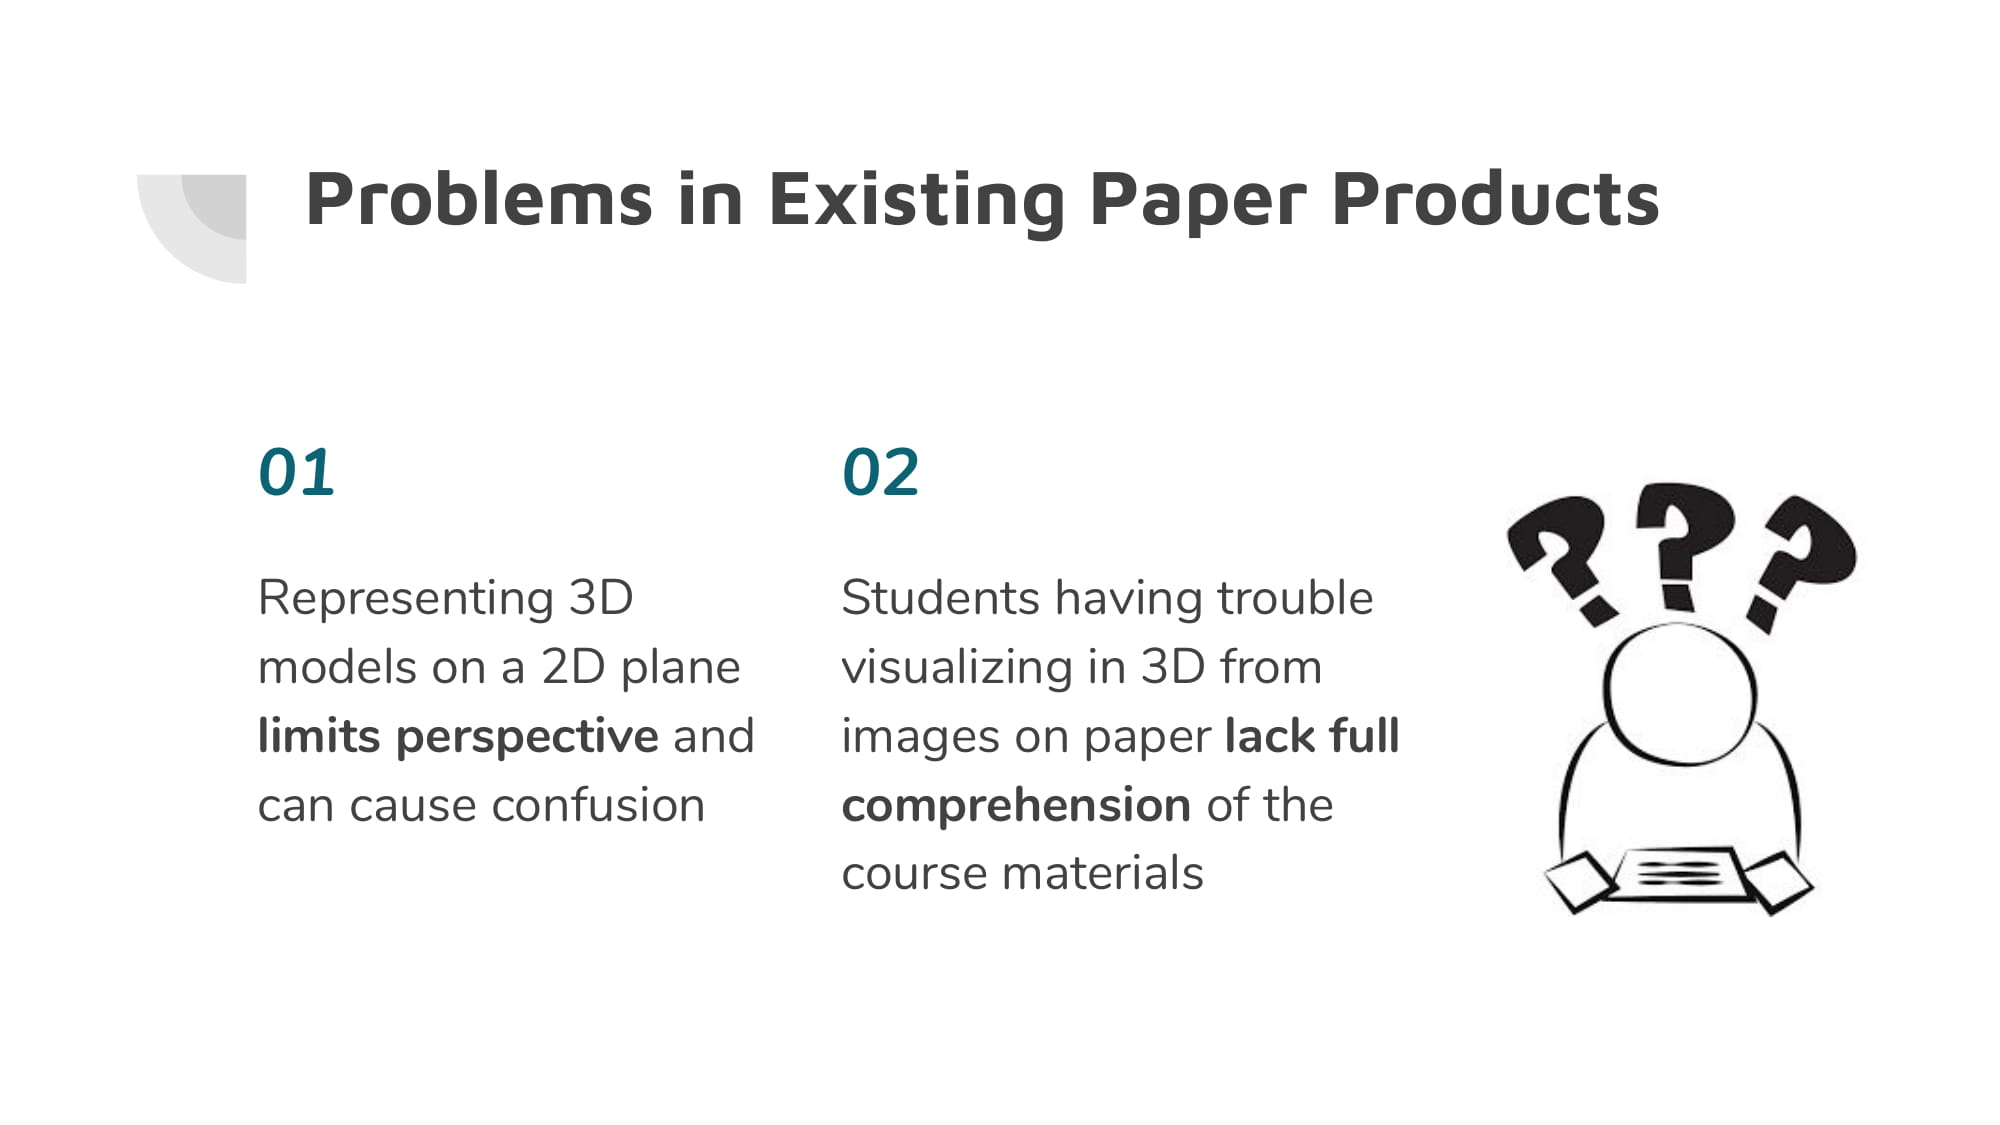 Problems in Existing Paper Products
01
Representing 3D
models on a 2D plane
limits perspective and
can cause confusion
02
Students having trouble
visualizing in 3D from
images on paper lack full
comprehension of the
course materials
???